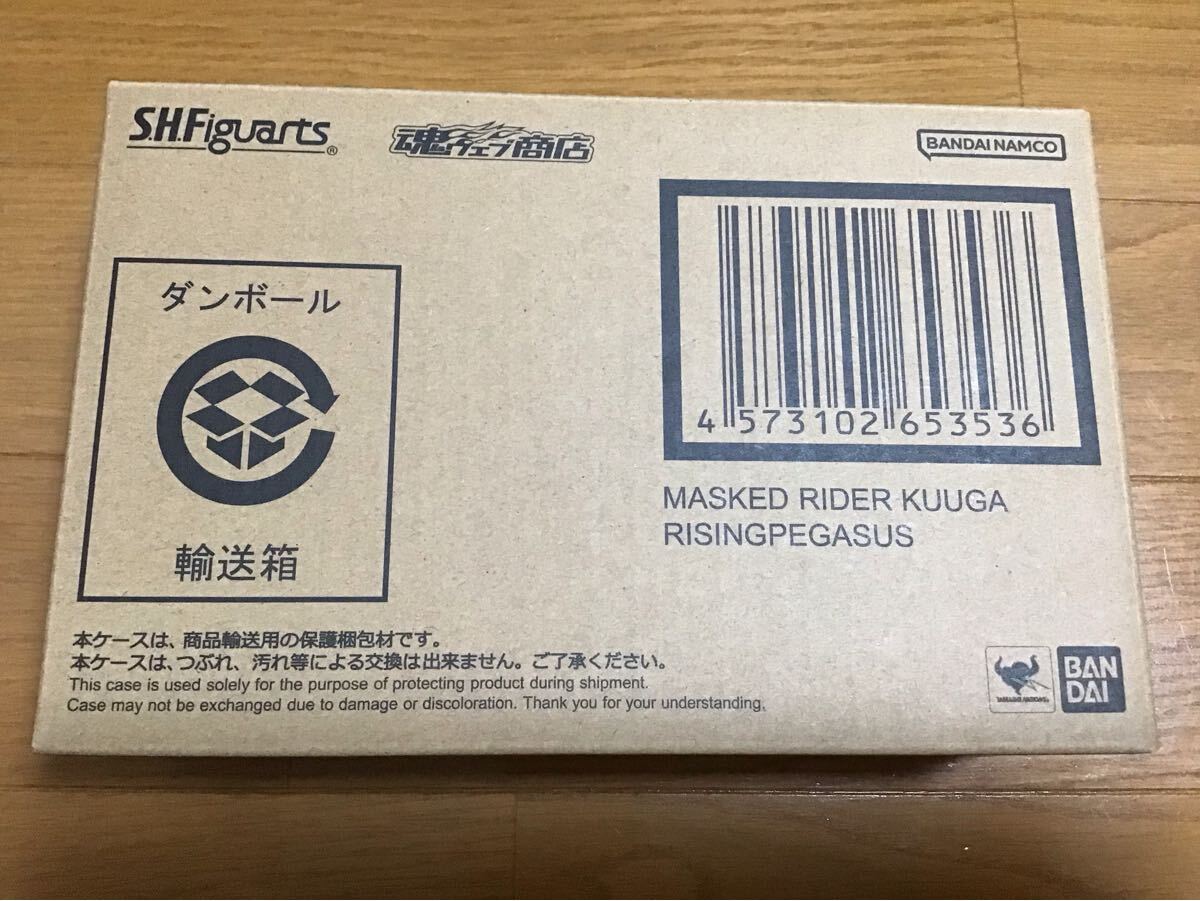 S.H.Figuarts®
魂ウェブ商店
BANDAI NAMCO
ダンボール
輸送箱
4 573102 653536
MASKED RIDER KUUGA
RISINGPEGASUS
本ケースは、商品輸送用の保護梱包材です。
本ケースは、つぶれ、汚れ等による交換は出来ません。ご了承ください。
This case is used solely for the purpose of protecting product during shipment.
Case may not be exchanged due to damage or discoloration. Thank you for your understanding.
TAMASHII NATIONS
BAN
DAI